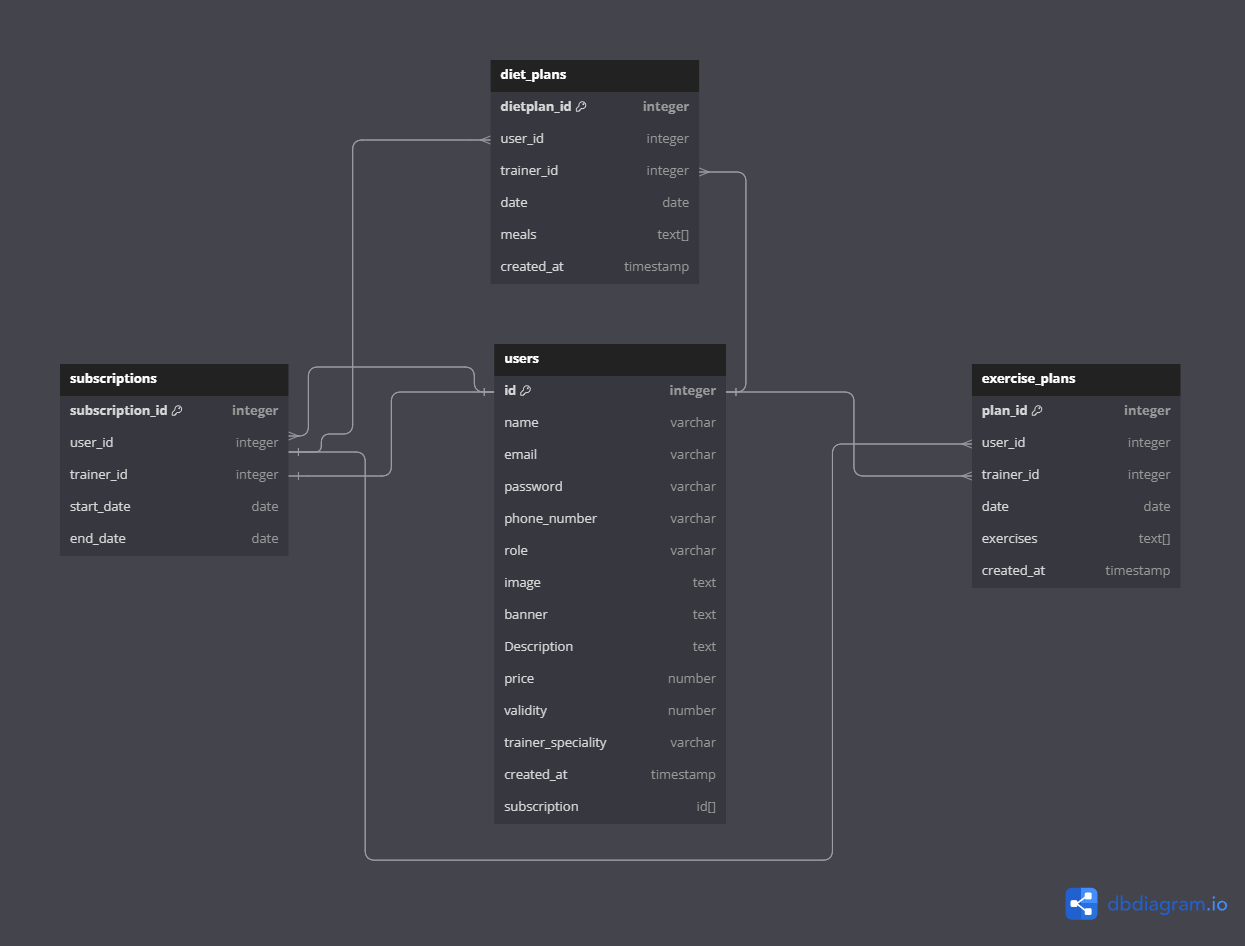 diet_plans
dietplan_id integer
user_id integer
trainer_id integer
date date
meals text[]
created_at timestamp
subscriptions
subscription_id integer
user_id integer
trainer_id integer
start_date date
end_date date
users
id integer
name varchar
email varchar
password varchar
phone_number varchar
role varchar
image text
banner text
Description text
price number
validity number
trainer_speciality varchar
created_at timestamp
subscription id[]
exercise_plans
plan_id integer
user_id integer
trainer_id integer
date date
exercises text[]
created_at timestamp
dbdiagram.io